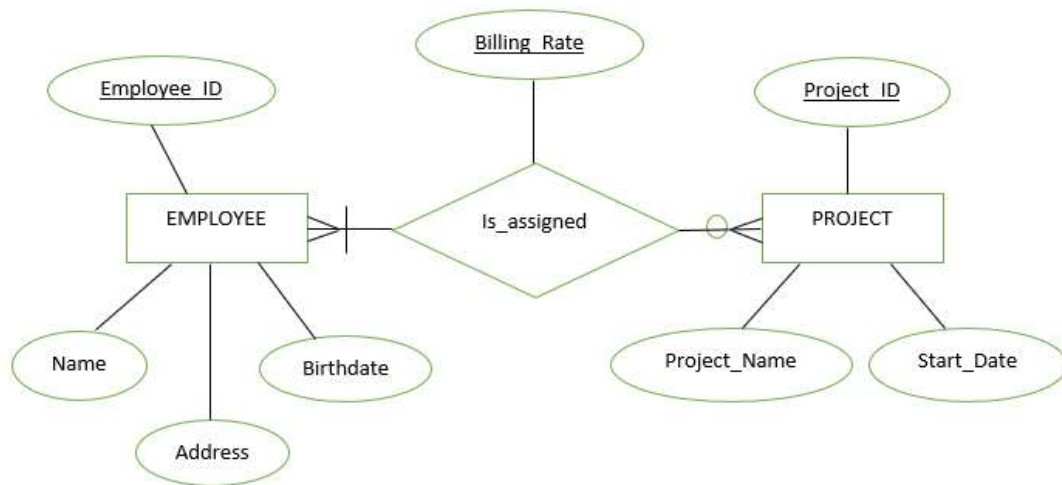 Billing_Rate
Employee_ID
Project_ID
EMPLOYEE
Is_assigned
PROJECT
Name
Birthdate
Project_Name
Start_Date
Address